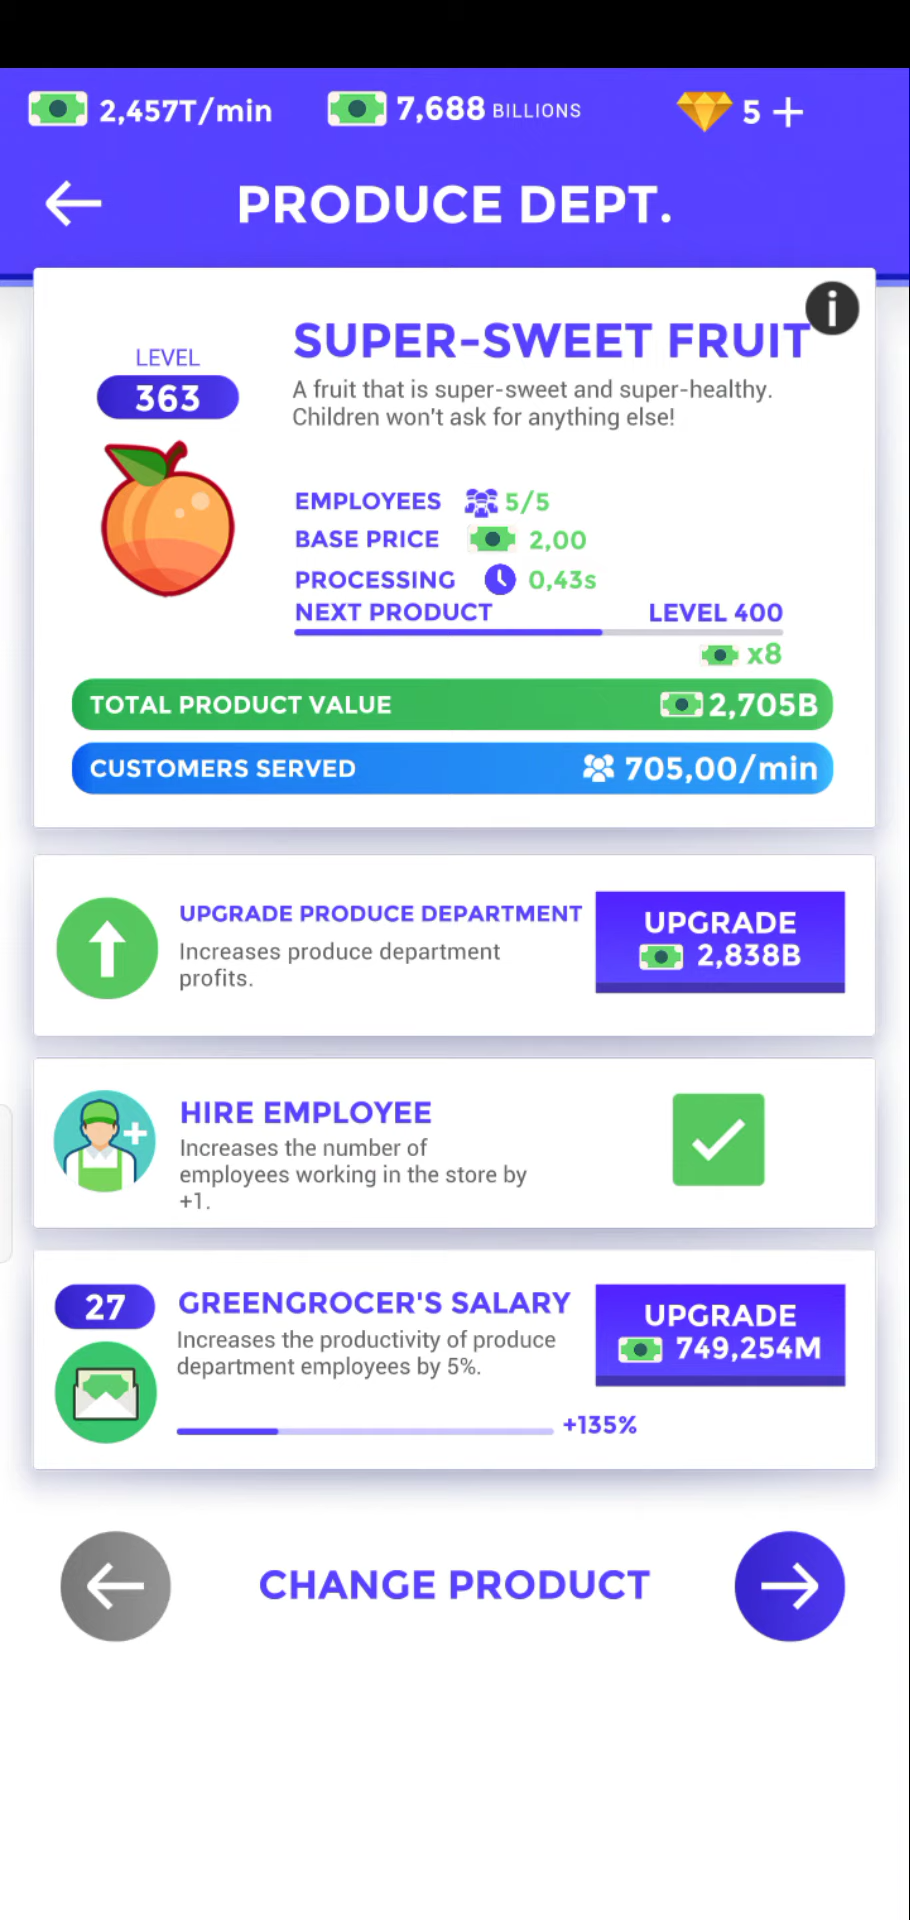 2,457T/min 7,688 BILLIONS 5 +
PRODUCE DEPT.
i
SUPER-SWEET FRUIT
LEVEL
363
A fruit that is super-sweet and super-healthy.
Children won't ask for anything else!
EMPLOYEES 5/5
BASE PRICE 2,00
PROCESSING 0,43s
NEXT PRODUCT LEVEL 400
x8
TOTAL PRODUCT VALUE 2,705B
CUSTOMERS SERVED 705,00/min
UPGRADE PRODUCE DEPARTMENT
Increases produce department
profits.
UPGRADE
2,838B
HIRE EMPLOYEE
Increases the number of
employees working in the store by
+1.
27
GREENGROCER'S SALARY
Increases the productivity of produce
department employees by 5%.
UPGRADE
749,254M
+135%
CHANGE PRODUCT